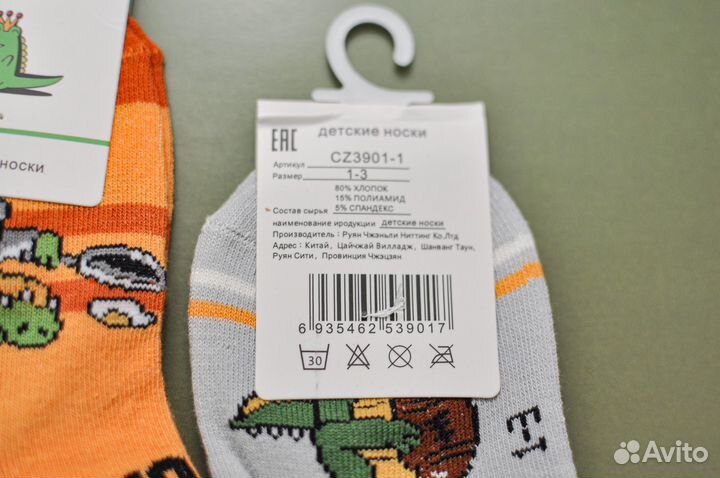 НОСКИ
EAC
детские носки
Артикул CZ3901-1
Размер 1-3
80% ХЛОПОК
15% ПОЛИАМИД
Состав сырья 5% СПАНДЕКС
наименование иродукции детские носки
Производитель: Руян Чжэньли Ниттинг Ко.Лтд
Адрес: Китай, Цайчжай Вилладж, Шанванг Таун,
Руян Сити, Провинция Чжэцзян
6 935462 539017
30
Avito